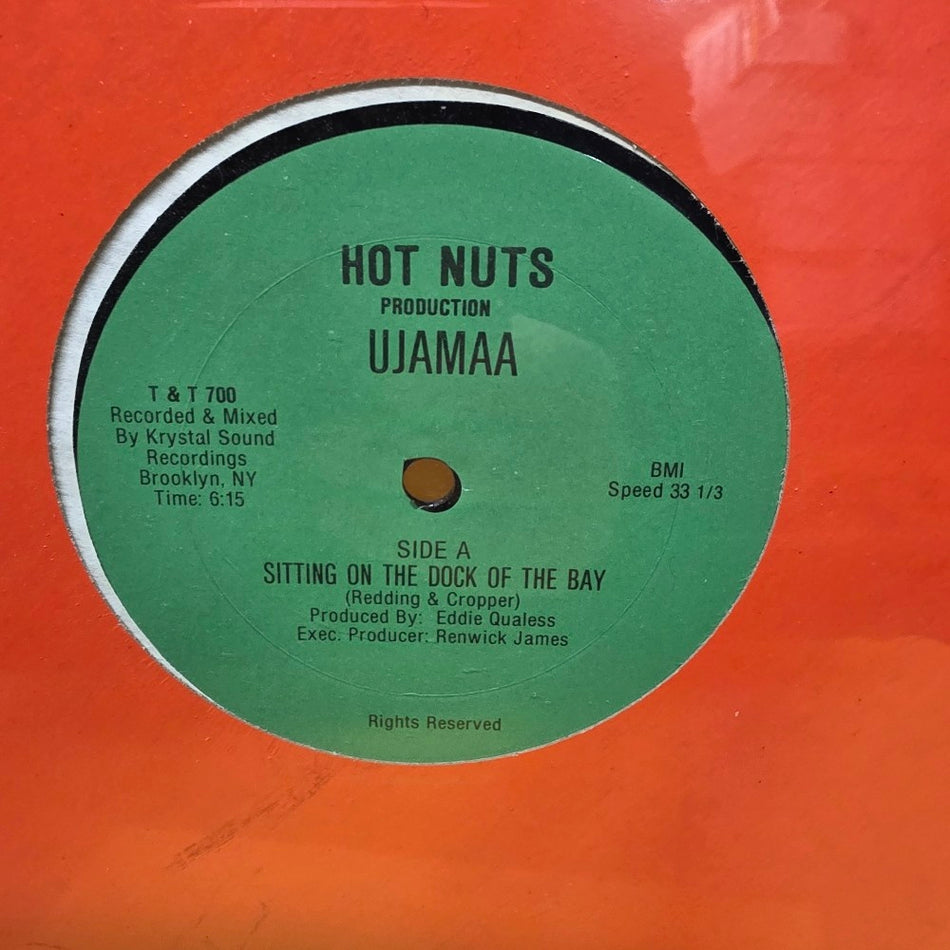 HOT NUTS
PRODUCTION
UJAMAA
T & T 700
Recorded & Mixed
By Krystal Sound
Recordings
Brooklyn, NY
Time: 6:15
BMI
Speed 33 1/3
SIDE A
SITTING ON THE DOCK OF THE BAY
(Redding & Cropper)
Produced By: Eddie Qualess
Exec. Producer: Renwick James
Rights Reserved